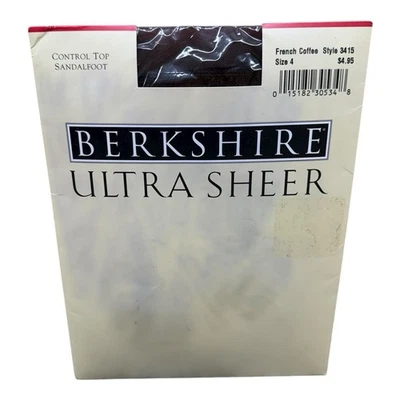 CONTROL TOP
SANDALFOOT
French Coffee Style 3415
Size 4 $4.95
0 15182 30534 8
BERKSHIRE
ULTRA SHEER